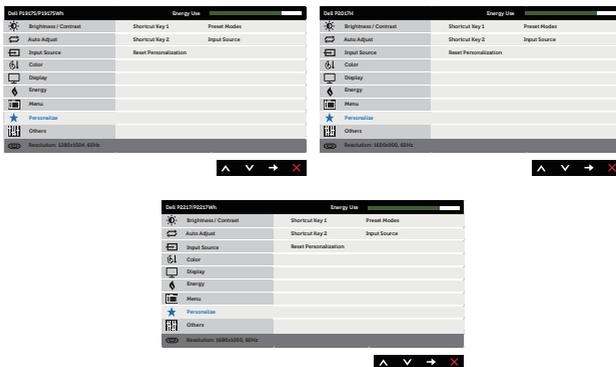 Dell P1917S/P1917SWh Energy Use
Brightness / Contrast Shortcut Key 1 Preset Modes
Auto Adjust Shortcut Key 2 Input Source
Input Source Reset Personalization
Color
Display
Energy
Menu
Personalize
Others
Resolution: 1280x1024, 60Hz
Dell P2017H Energy Use
Brightness / Contrast Shortcut Key 1 Preset Modes
Auto Adjust Shortcut Key 2 Input Source
Input Source Reset Personalization
Color
Display
Energy
Menu
Personalize
Others
Resolution: 1600x900, 60Hz
Dell P2217/P2217Wh Energy Use
Brightness / Contrast Shortcut Key 1 Preset Modes
Auto Adjust Shortcut Key 2 Input Source
Input Source Reset Personalization
Color
Display
Energy
Menu
Personalize
Others
Resolution: 1680x1050, 60Hz